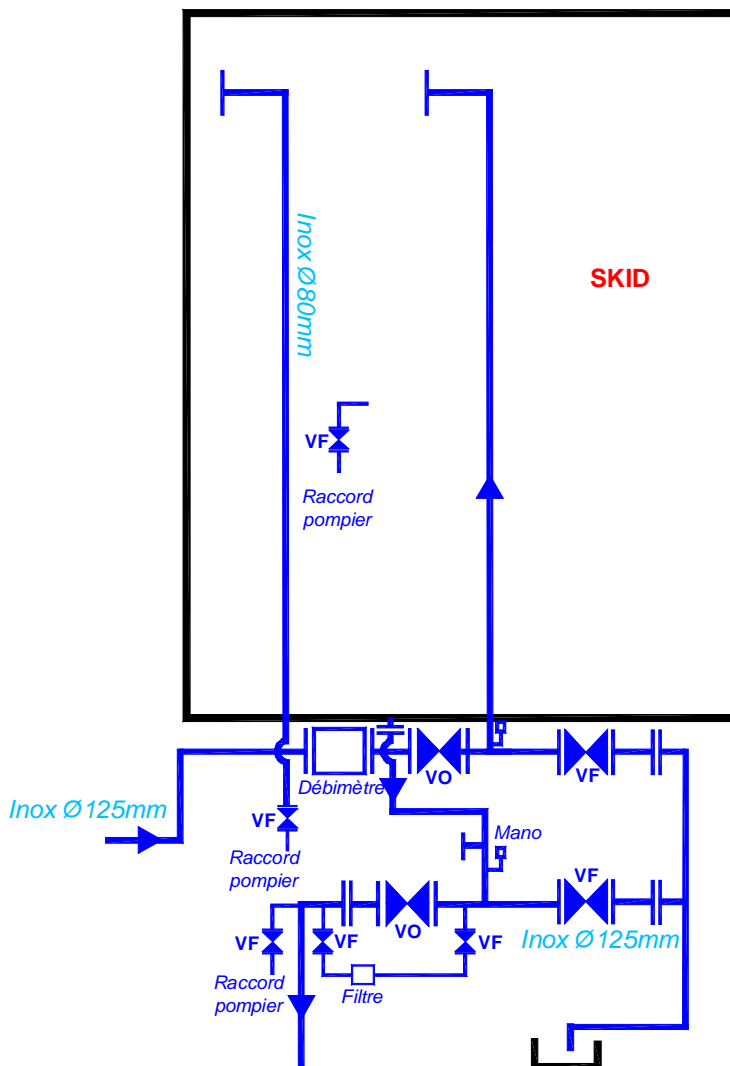 SKID
Inox Ø80mm
VF
Raccord
pompier
VO
VF
Débimètre
Inox Ø125mm
VF
Mano
Raccord
pompier
VF
VF
VF
VO
VF
Inox Ø125mm
Raccord
pompier
Filtre